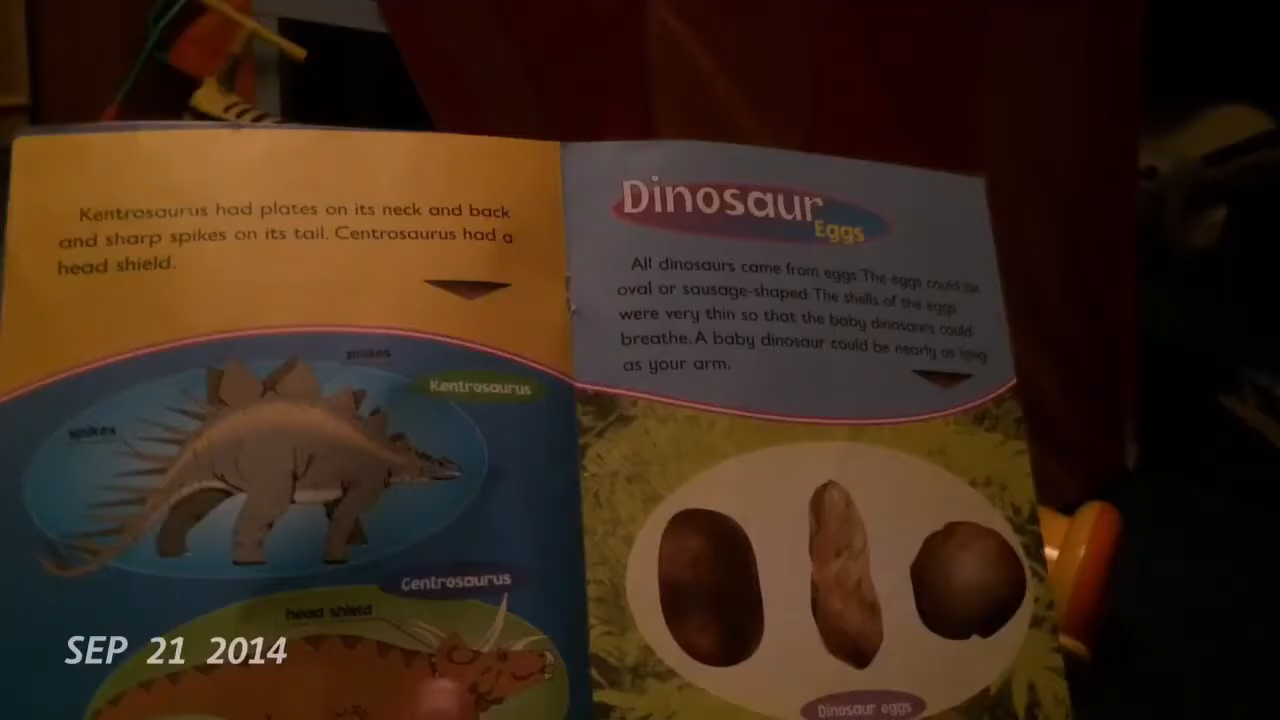 Kentrosaurus had plates on its neck and back
and sharp spikes on its tail. Centrosaurus had a
head shield.
spikes
Kentrosaurus
spikes
Centrosaurus
head shield
Dinosaur
Eggs
All dinosaurs came from eggs. The eggs could be
oval or sausage-shaped. The shells of the eggs
were very thin so that the baby dinosaurs could
breathe. A baby dinosaur could be nearly as long
as your arm.
Dinosaur eggs
SEP 21 2014